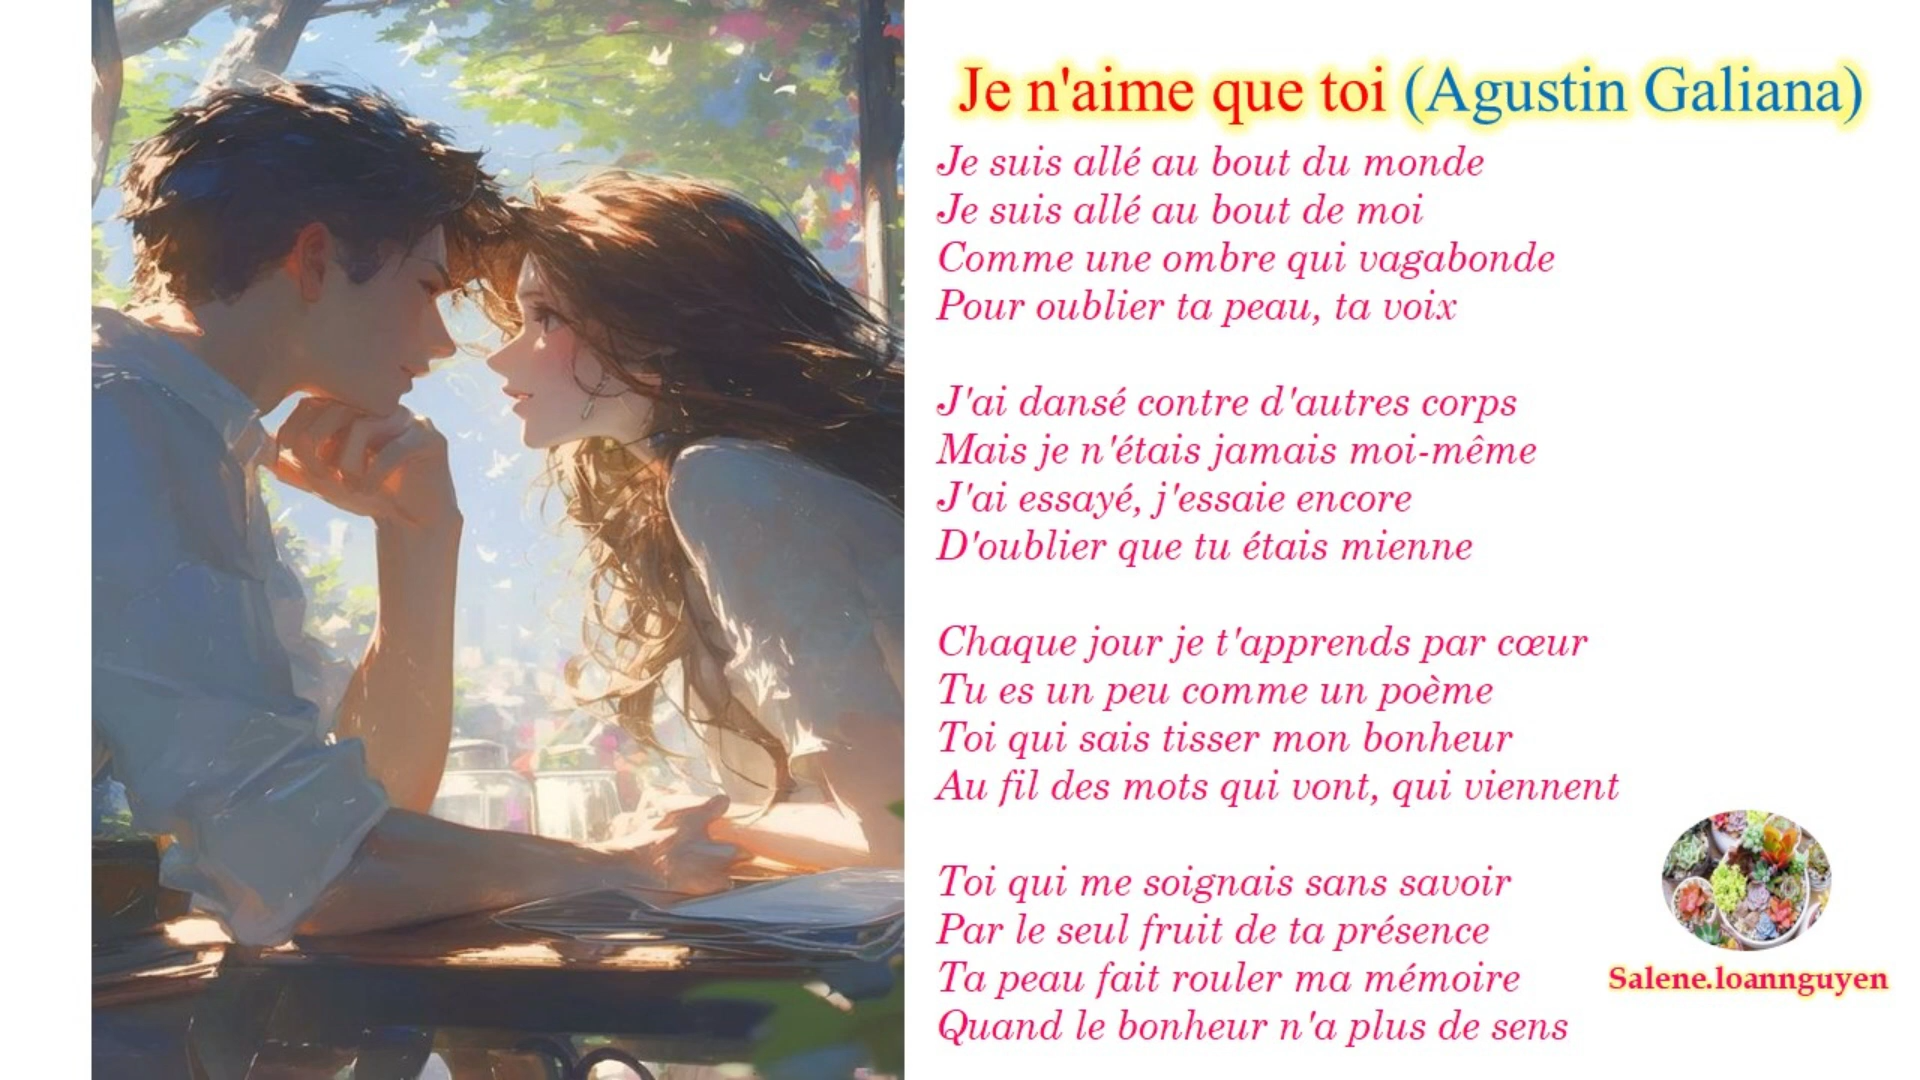 Je n'aime que toi (Agustin Galiana)
Je suis allé au bout du monde
Je suis allé au bout de moi
Comme une ombre qui vagabonde
Pour oublier ta peau, ta voix
J'ai dansé contre d'autres corps
Mais je n'étais jamais moi-même
J'ai essayé, j'essaie encore
D'oublier que tu étais mienne
Chaque jour je t'apprends par cœur
Tu es un peu comme un poème
Toi qui sais tisser mon bonheur
Au fil des mots qui vont, qui viennent
Toi qui me soignais sans savoir
Par le seul fruit de ta présence
Ta peau fait rouler ma mémoire
Quand le bonheur n'a plus de sens
Salene.loannguyen